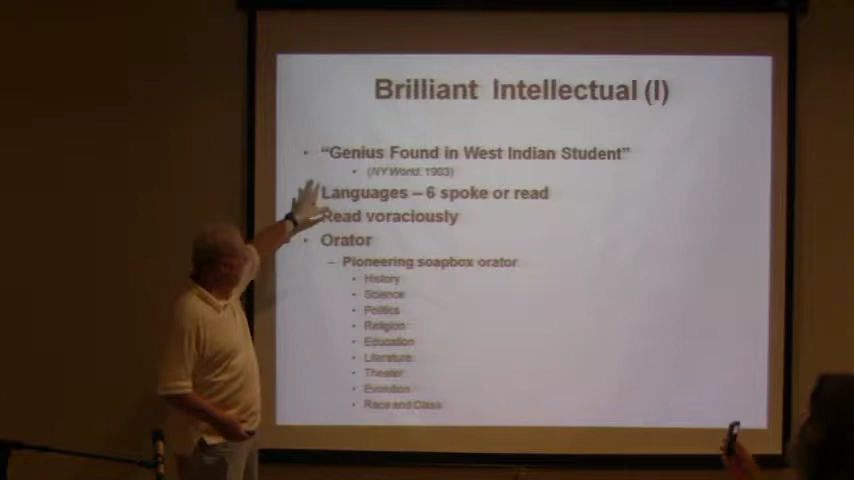 Brilliant Intellectual (I)
• “Genius Found in West Indian Student”
• (NY World: 1903)
Languages – 6 spoke or read
Read voraciously
• Orator
– Pioneering soapbox orator
• History
• Science
• Politics
• Religion
• Education
• Literature
• Theater
• Evolution
• Race and Class